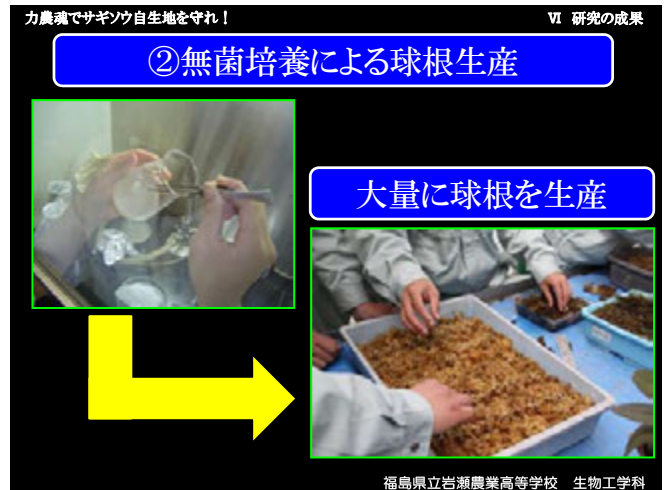 力農魂でサギソウ自生地を守れ！
Ⅵ 研究の成果
②無菌培養による球根生産
大量に球根を生産
福島県立岩瀬農業高等学校　生物工学科